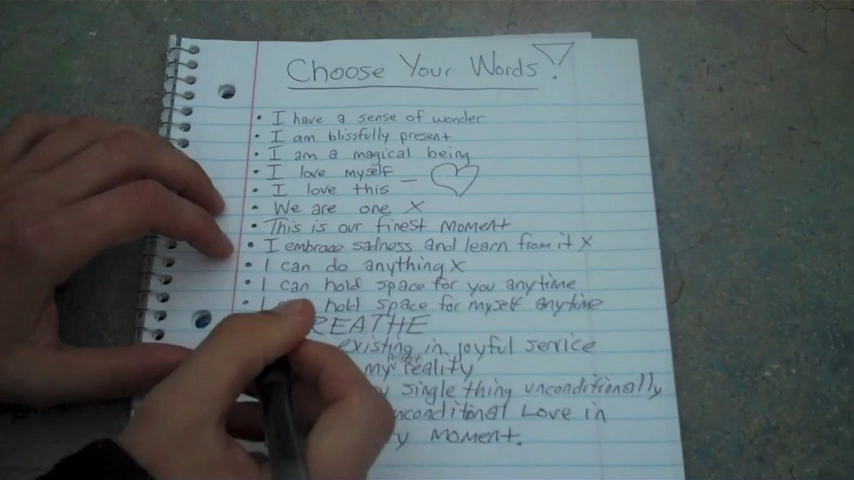 Choose Your Words!
• I have a sense of wonder
• I am blissfully present
• I am a magical being
• I love myself
• I love this
• We are one X
• This is our finest moment
• I embrace sadness and learn from it X
• I can do anything X
• I can hold space for you anytime
• I hold space for myself anytime
REATHE
existing in joyful service
my reality
single thing unconditionally
nconditional Love in
y moment.